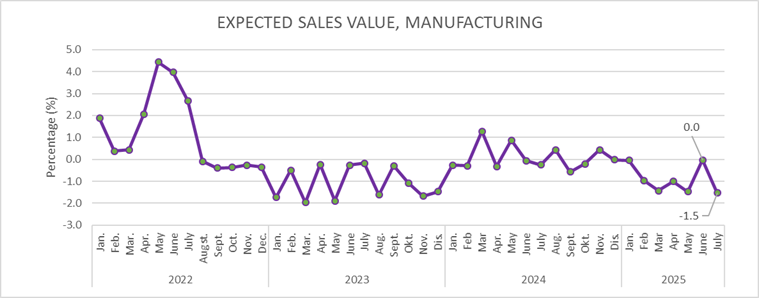 EXPECTED SALES VALUE, MANUFACTURING
Percentage (%)
5.0
4.0
3.0
2.0
1.0
0.0
-1.0
-2.0
-3.0
0.0
-1.5
Jan. Feb. Mar. Apr. May June July Augst. Sept. Oct. Nov. Dec. Jan. Feb. Mar. Apr. May June July Aug. Sept. Okt. Nov. Dis. Jan. Feb. Mar Apr. May June July Aug. Sept. Okt. Nov. Dis. Jan. Feb. Mar. Apr. May June July
2022 2023 2024 2025